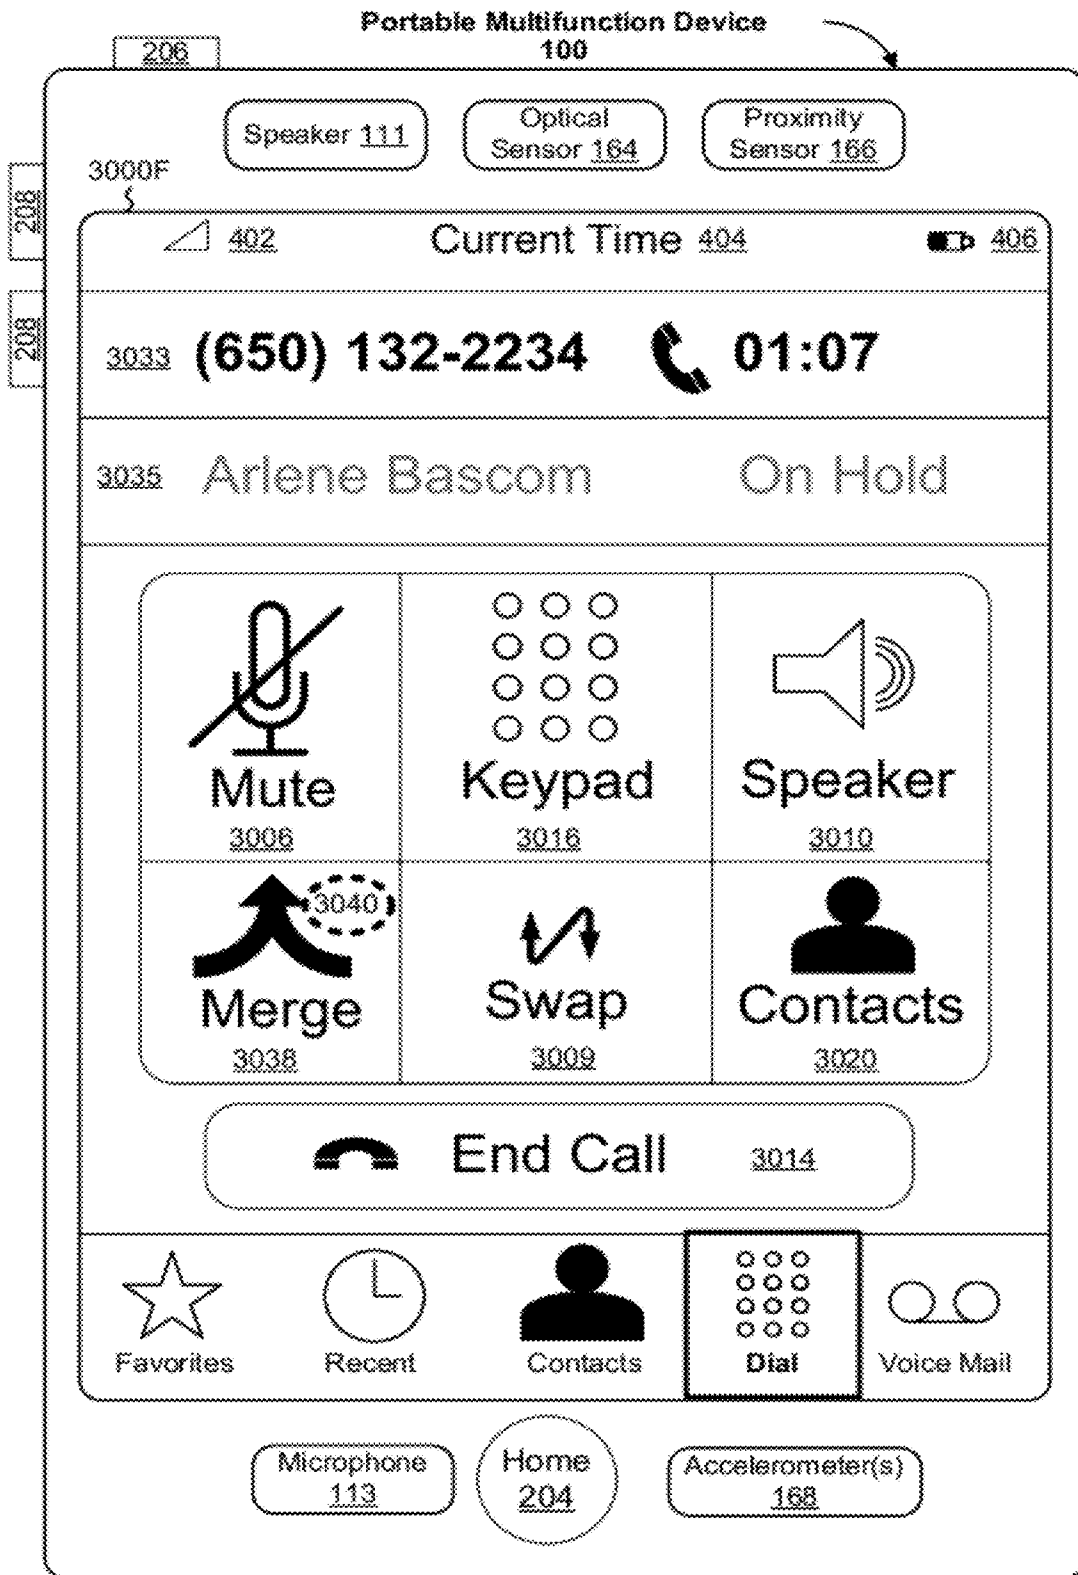 Portable Multifunction Device
100
206
Speaker 111
Optical
Sensor 164
Proximity
Sensor 166
3000F
208
208
402
Current Time 404
406
3033 (650) 132-2234 01:07
3035 Arlene Bascom On Hold
Mute
3006
Keypad
3016
Speaker
3010
3040
Merge
3038
Swap
3009
Contacts
3020
End Call 3014
Favorites
Recent
Contacts
Dial
Voice Mail
Microphone
113
Home
204
Accelerometer(s)
168